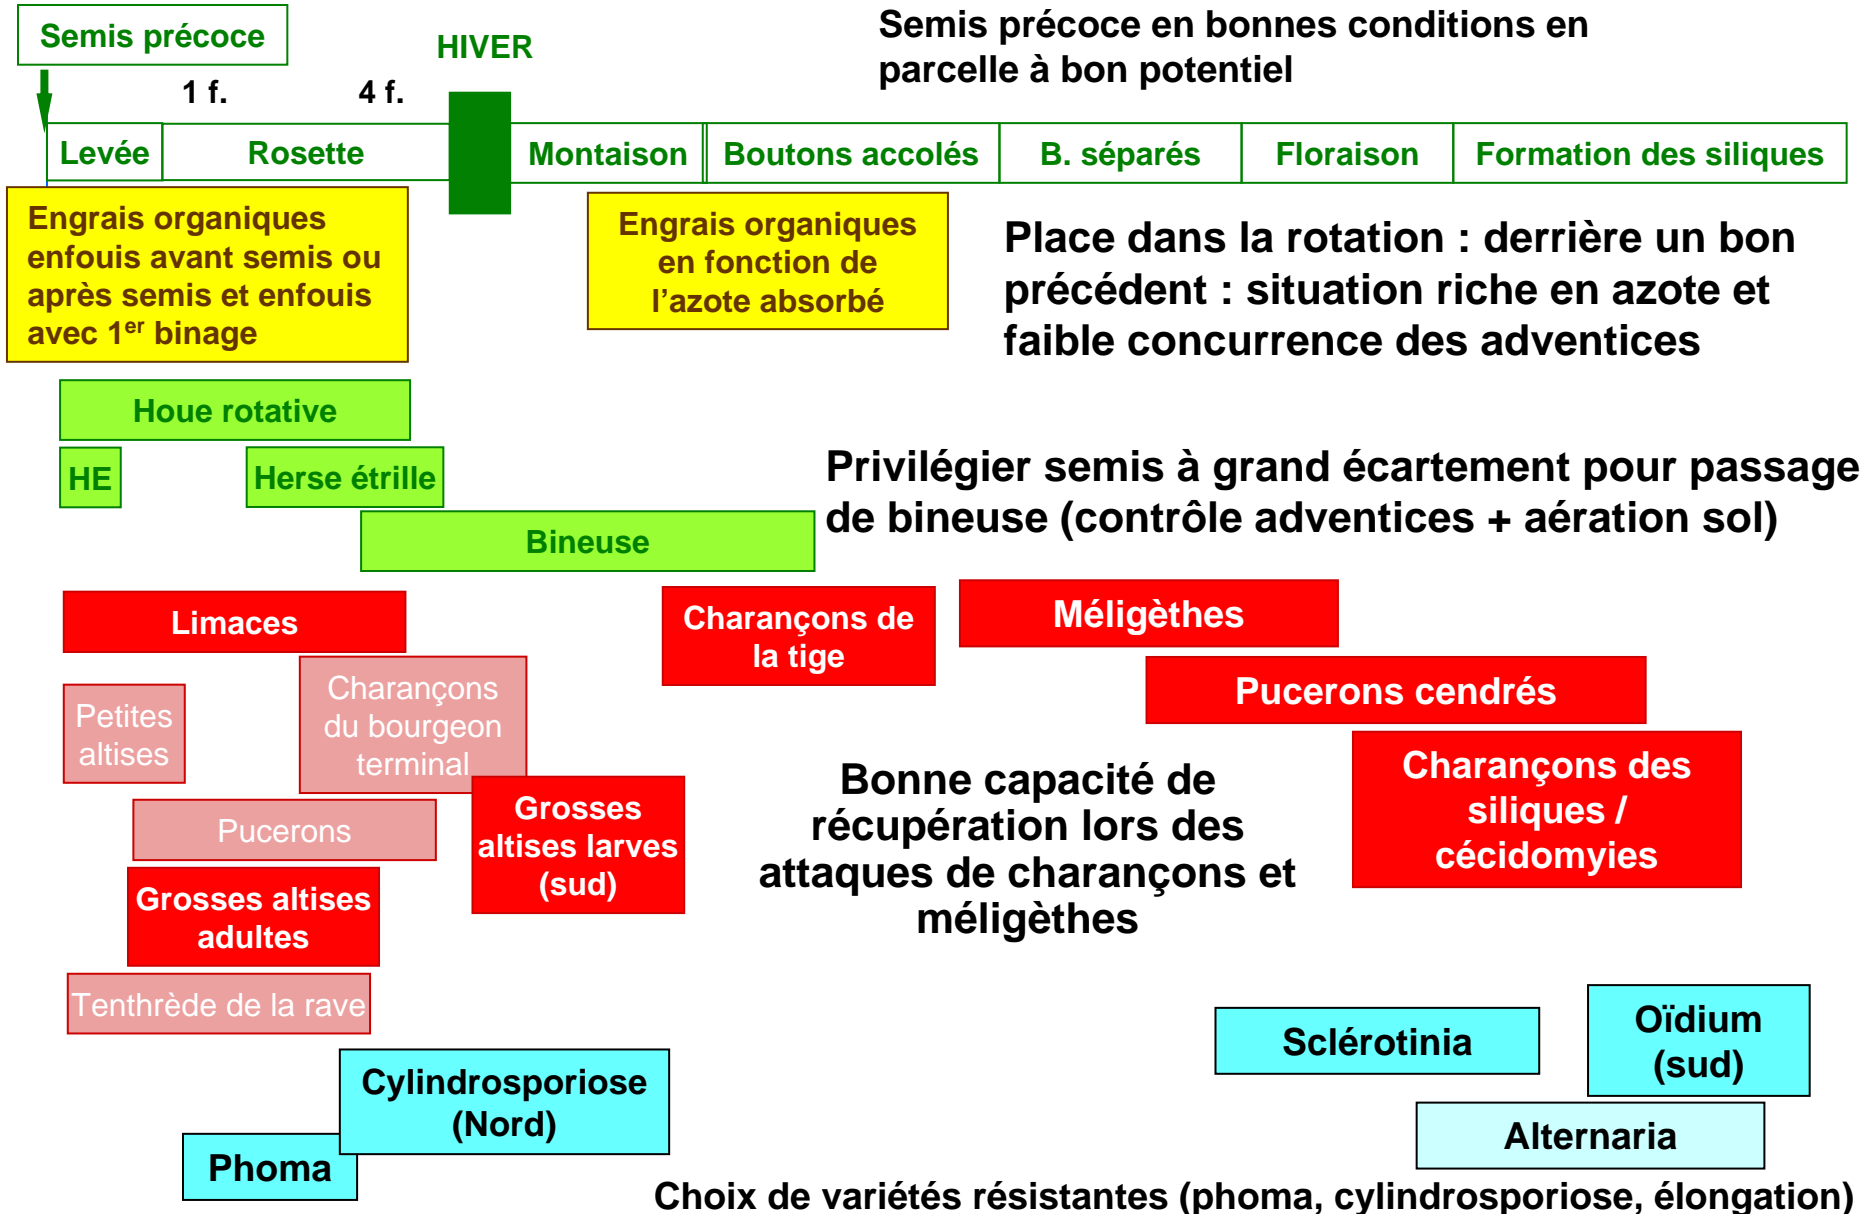 Semis précoce
HIVER
Semis précoce en bonnes conditions en
parcelle à bon potentiel
1 f.
4 f.
Levée
Rosette
Montaison
Boutons accolés
B. séparés
Floraison
Formation des siliques
Engrais organiques
enfouis avant semis ou
après semis et enfouis
avec 1er binage
Engrais organiques
en fonction de
l'azote absorbé
Place dans la rotation : derrière un bon
précédent : situation riche en azote et
faible concurrence des adventices
Houe rotative
HE
Herse étrille
Bineuse
Privilégier semis à grand écartement pour passage
de bineuse (contrôle adventices + aération sol)
Limaces
Charançons de
la tige
Méligèthes
Petites
altises
Charançons
du bourgeon
terminal
Pucerons cendrés
Pucerons
Grosses
altises larves
(sud)
Charançons des
siliques /
cécidomyies
Bonne capacité de
récupération lors des
attaques de charançons et
méligèthes
Grosses altises
adultes
Tenthrède de la rave
Sclérotinia
Oïdium
(sud)
Cylindrosporiose
(Nord)
Alternaria
Phoma
Choix de variétés résistantes (phoma, cylindrosporiose, élongation)